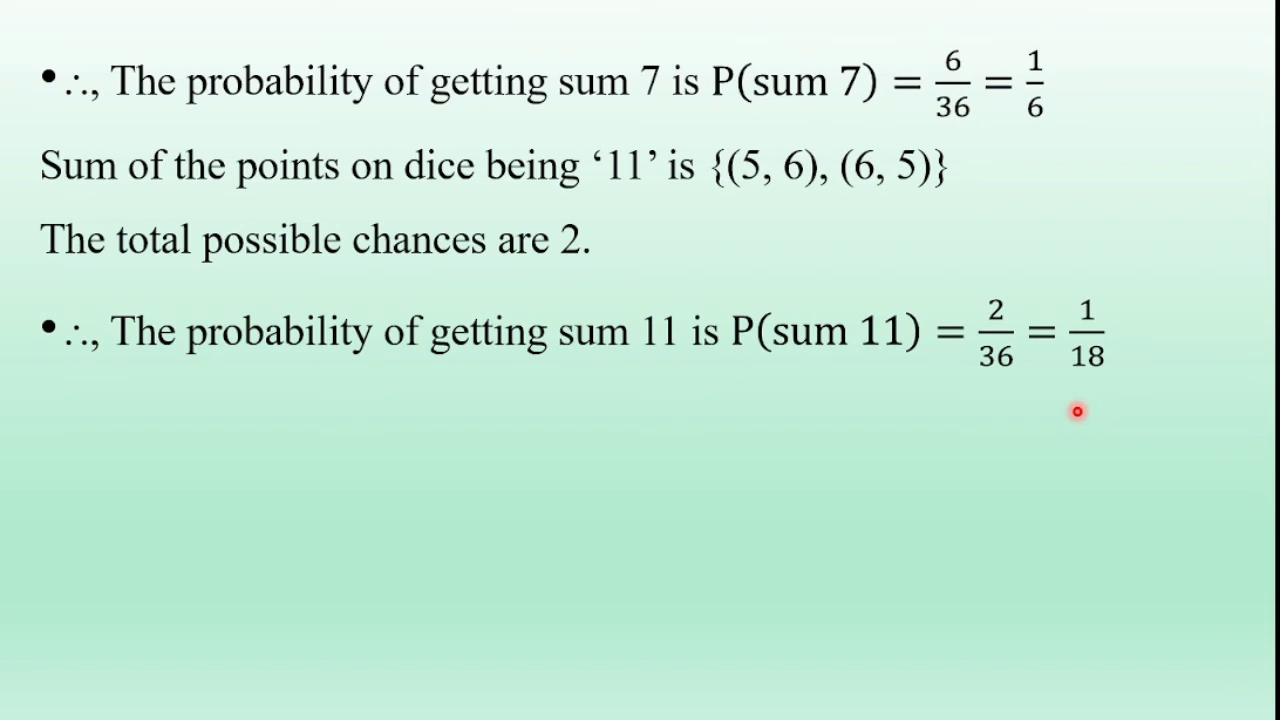 •∴, The probability of getting sum 7 is P(sum 7) = 6/36 = 1/6
Sum of the points on dice being ‘11’ is {(5, 6), (6, 5)}
The total possible chances are 2.
•∴, The probability of getting sum 11 is P(sum 11) = 2/36 = 1/18